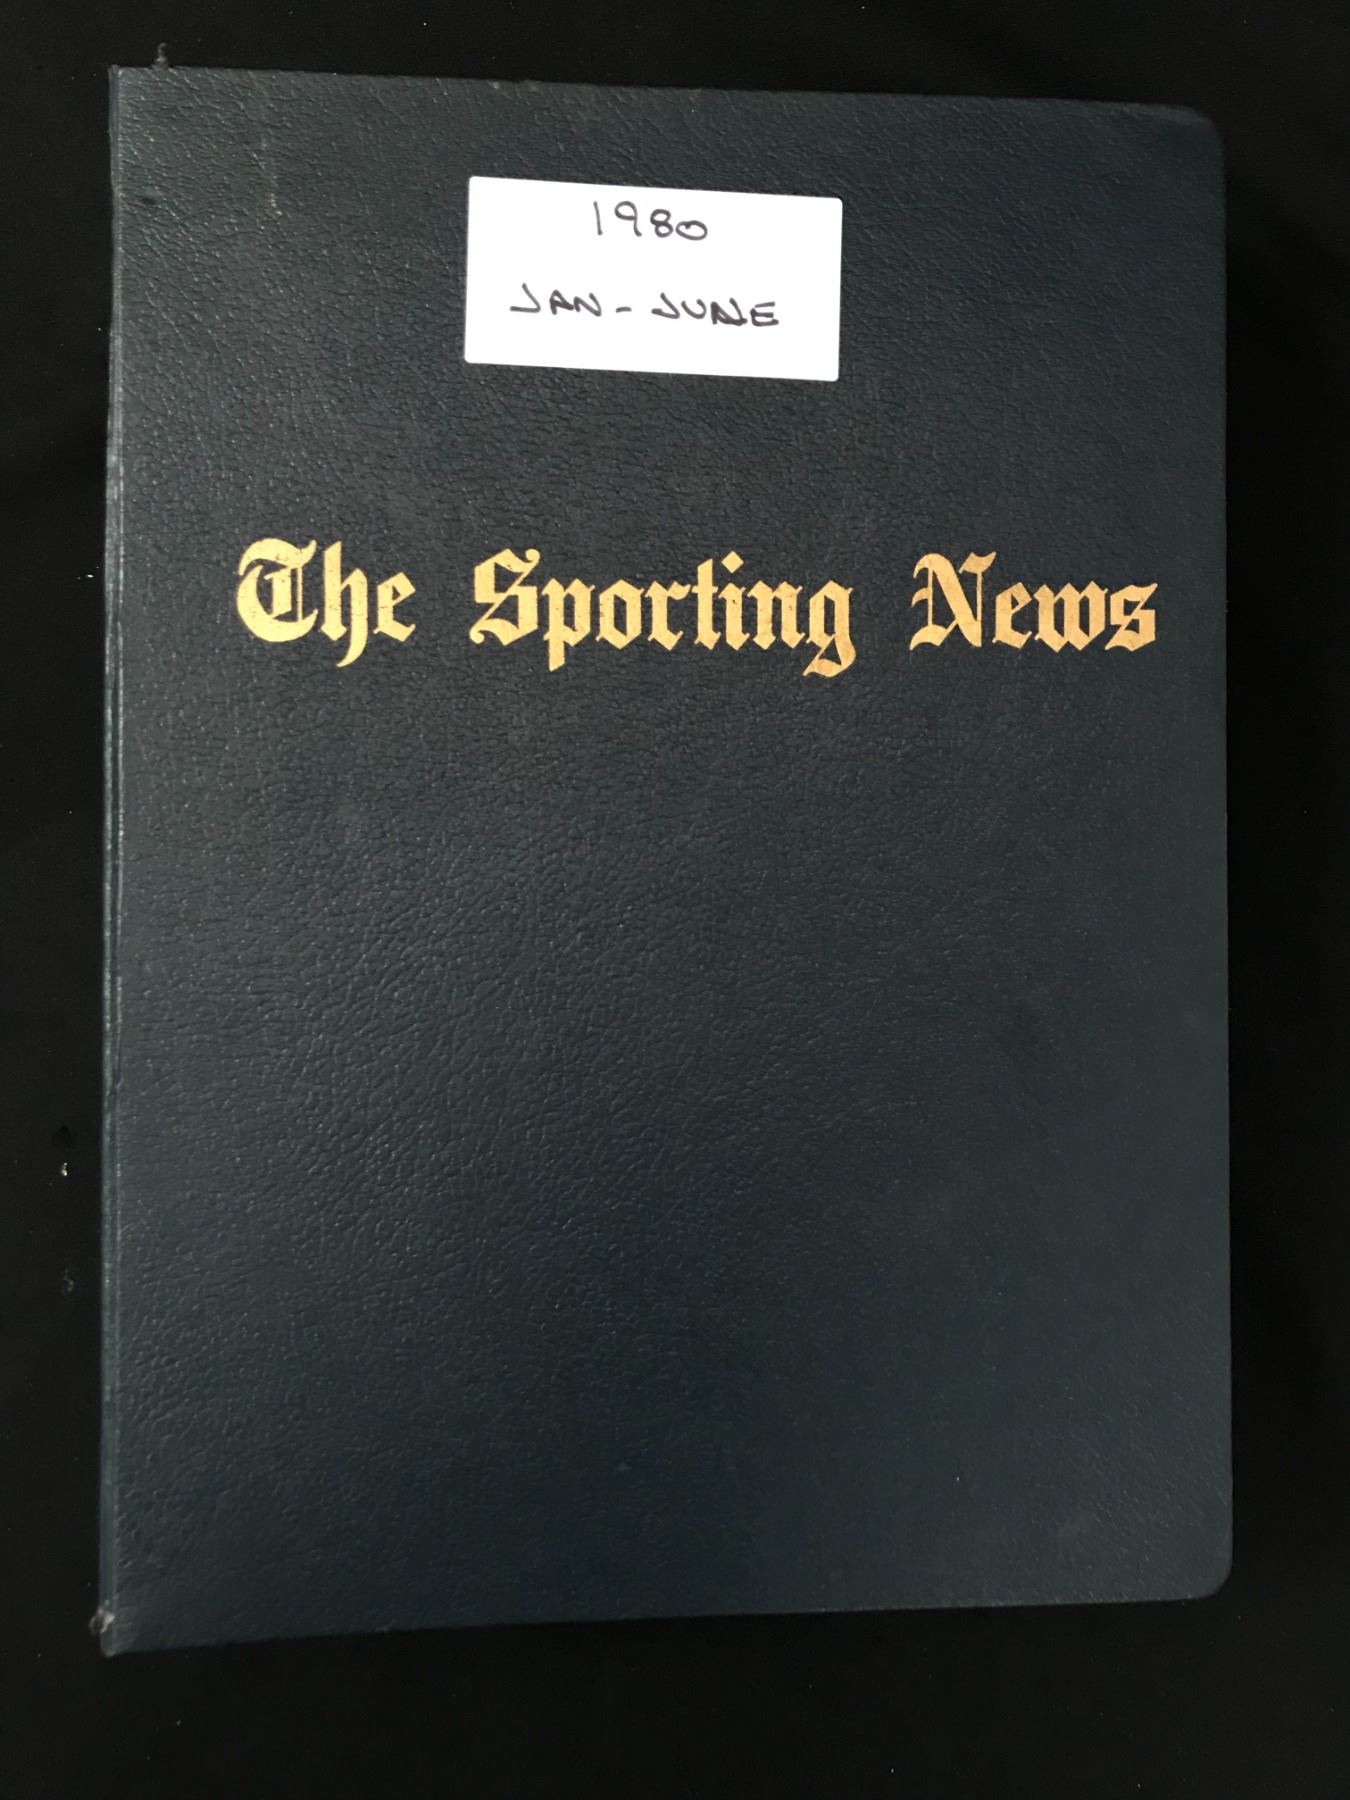 1980
JAN - JUNE
The Sporting News